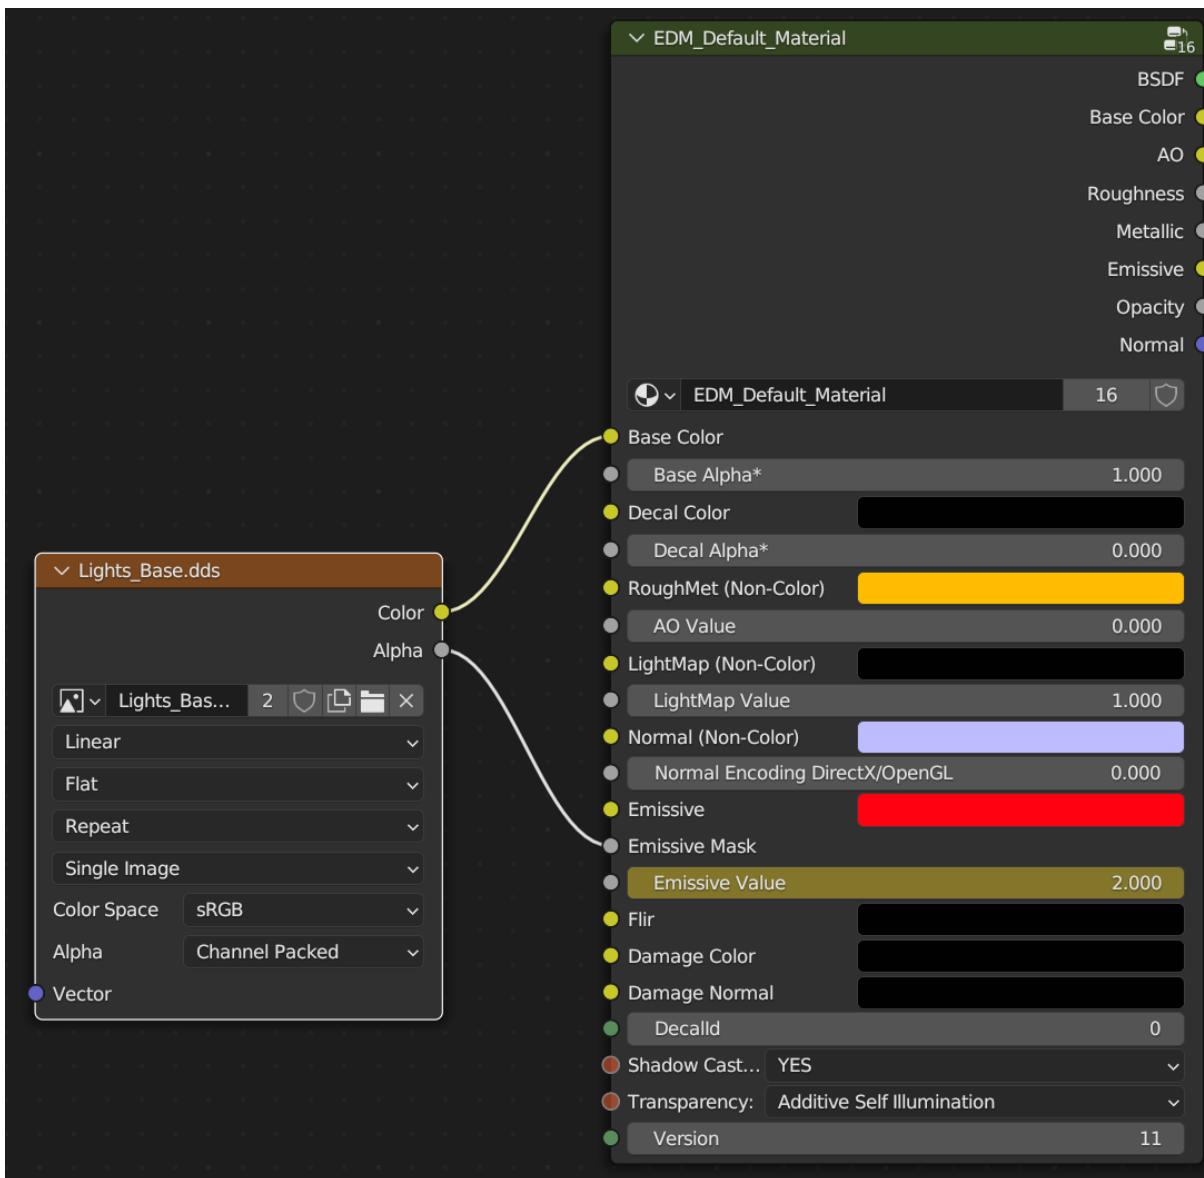 EDM_Default_Material
16
BSDF
Base Color
AO
Roughness
Metallic
Emissive
Opacity
Normal
EDM_Default_Material 16
Base Color
Base Alpha* 1.000
Decal Color
Decal Alpha* 0.000
RoughMet (Non-Color)
AO Value 0.000
LightMap (Non-Color)
LightMap Value 1.000
Normal (Non-Color)
Normal Encoding DirectX/OpenGL 0.000
Emissive
Emissive Mask
Emissive Value 2.000
Flir
Damage Color
Damage Normal
DecalId 0
Shadow Cast... YES
Transparency: Additive Self Illumination
Version 11
Lights_Base.dds
Color
Alpha
Lights_Bas... 2
Linear
Flat
Repeat
Single Image
Color Space sRGB
Alpha Channel Packed
Vector